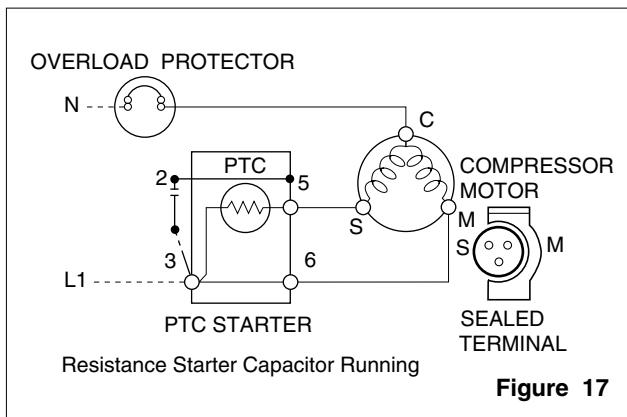 OVERLOAD PROTECTOR
N
C
PTC
2
5
COMPRESSOR
MOTOR
S
M
S
M
3
6
L1
PTC STARTER
SEALED
TERMINAL
Resistance Starter Capacitor Running
Figure 17